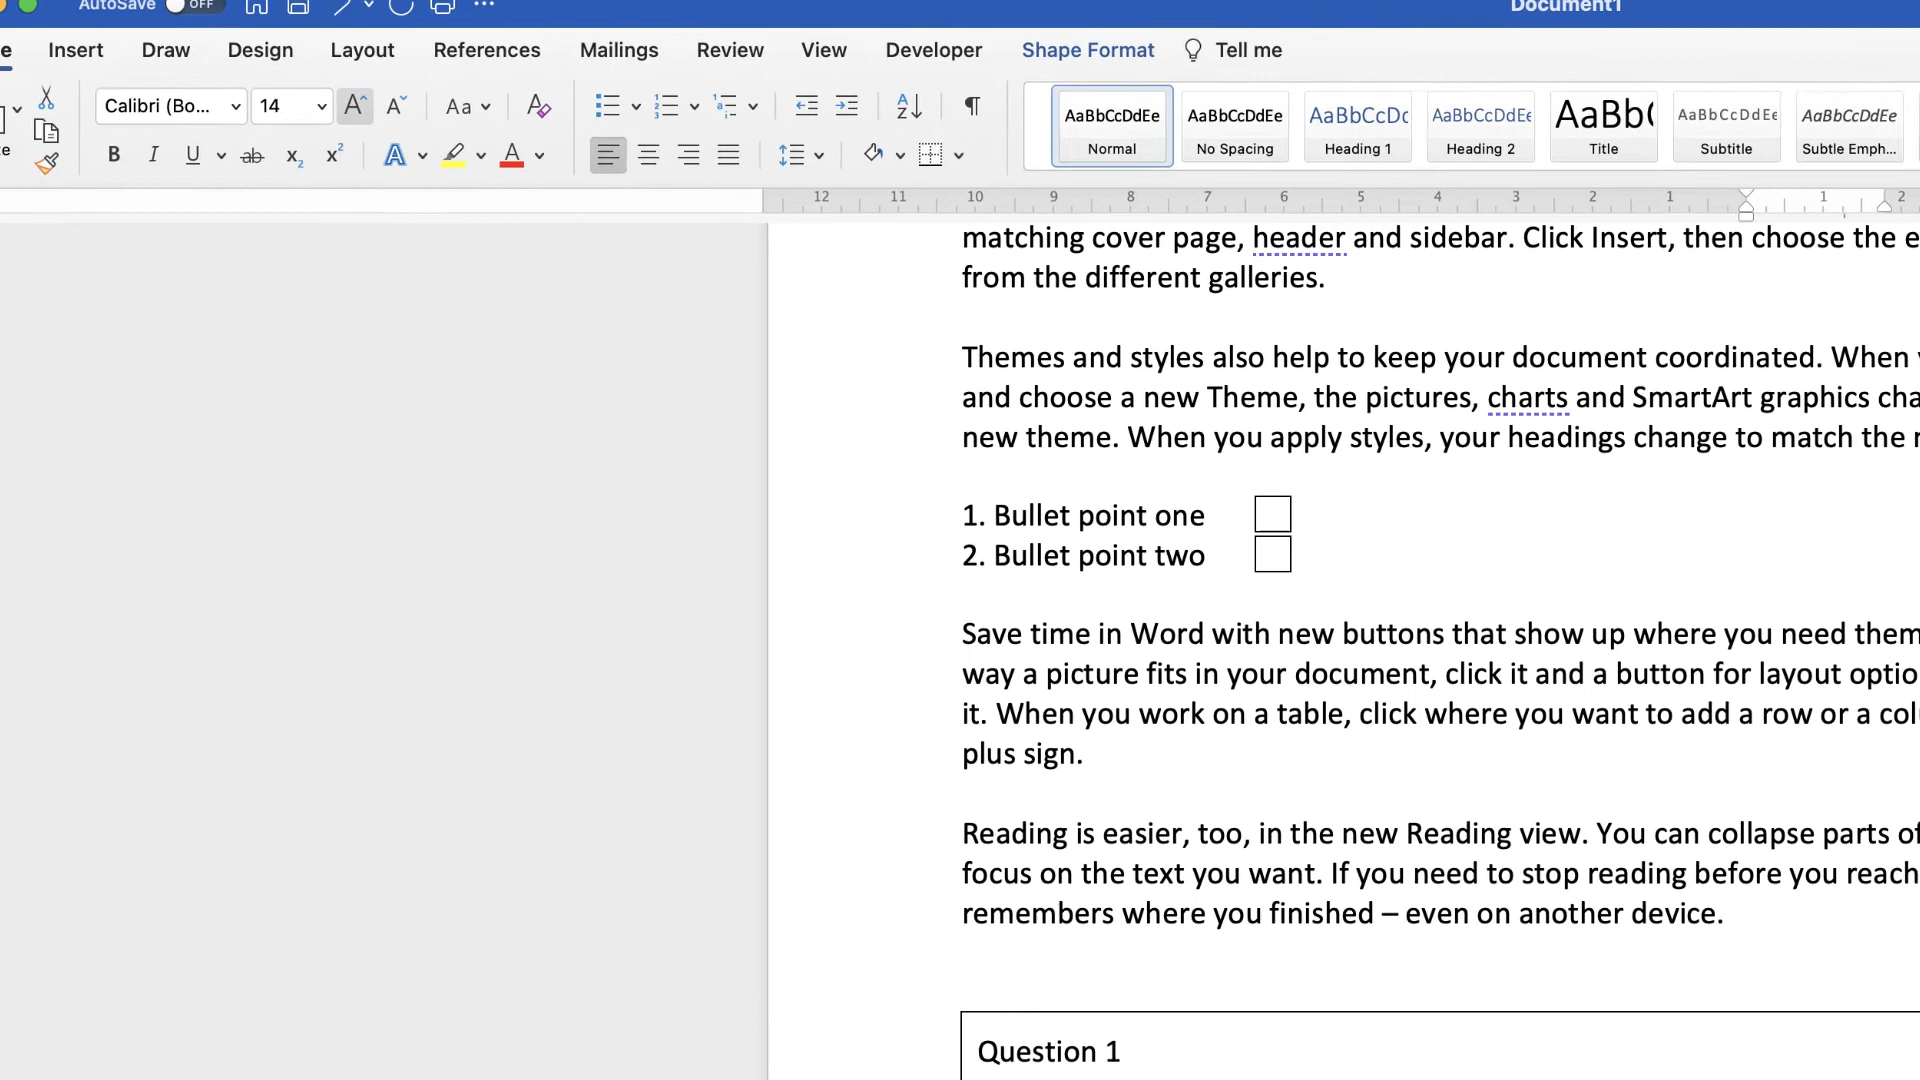 AutoSave OFF Document1
e Insert Draw Design Layout References Mailings Review View Developer Shape Format Tell me
Calibri (Bo... 14 A A Aa A
B I U ab x2 x2 A A
AaBbCcDdEe AaBbCcDdEe AaBbCcDc AaBbCcDdEe AaBb( AaBbCcDdEe AaBbCcDdEe
Normal No Spacing Heading 1 Heading 2 Title Subtitle Subtle Emph...
12 11 10 9 8 7 6 5 4 3 2 1 1 2
matching cover page, header and sidebar. Click Insert, then choose the e
from the different galleries.
Themes and styles also help to keep your document coordinated. When
and choose a new Theme, the pictures, charts and SmartArt graphics cha
new theme. When you apply styles, your headings change to match the
1. Bullet point one
2. Bullet point two
Save time in Word with new buttons that show up where you need them
way a picture fits in your document, click it and a button for layout optio
it. When you work on a table, click where you want to add a row or a col
plus sign.
Reading is easier, too, in the new Reading view. You can collapse parts of
focus on the text you want. If you need to stop reading before you reach
remembers where you finished – even on another device.
Question 1